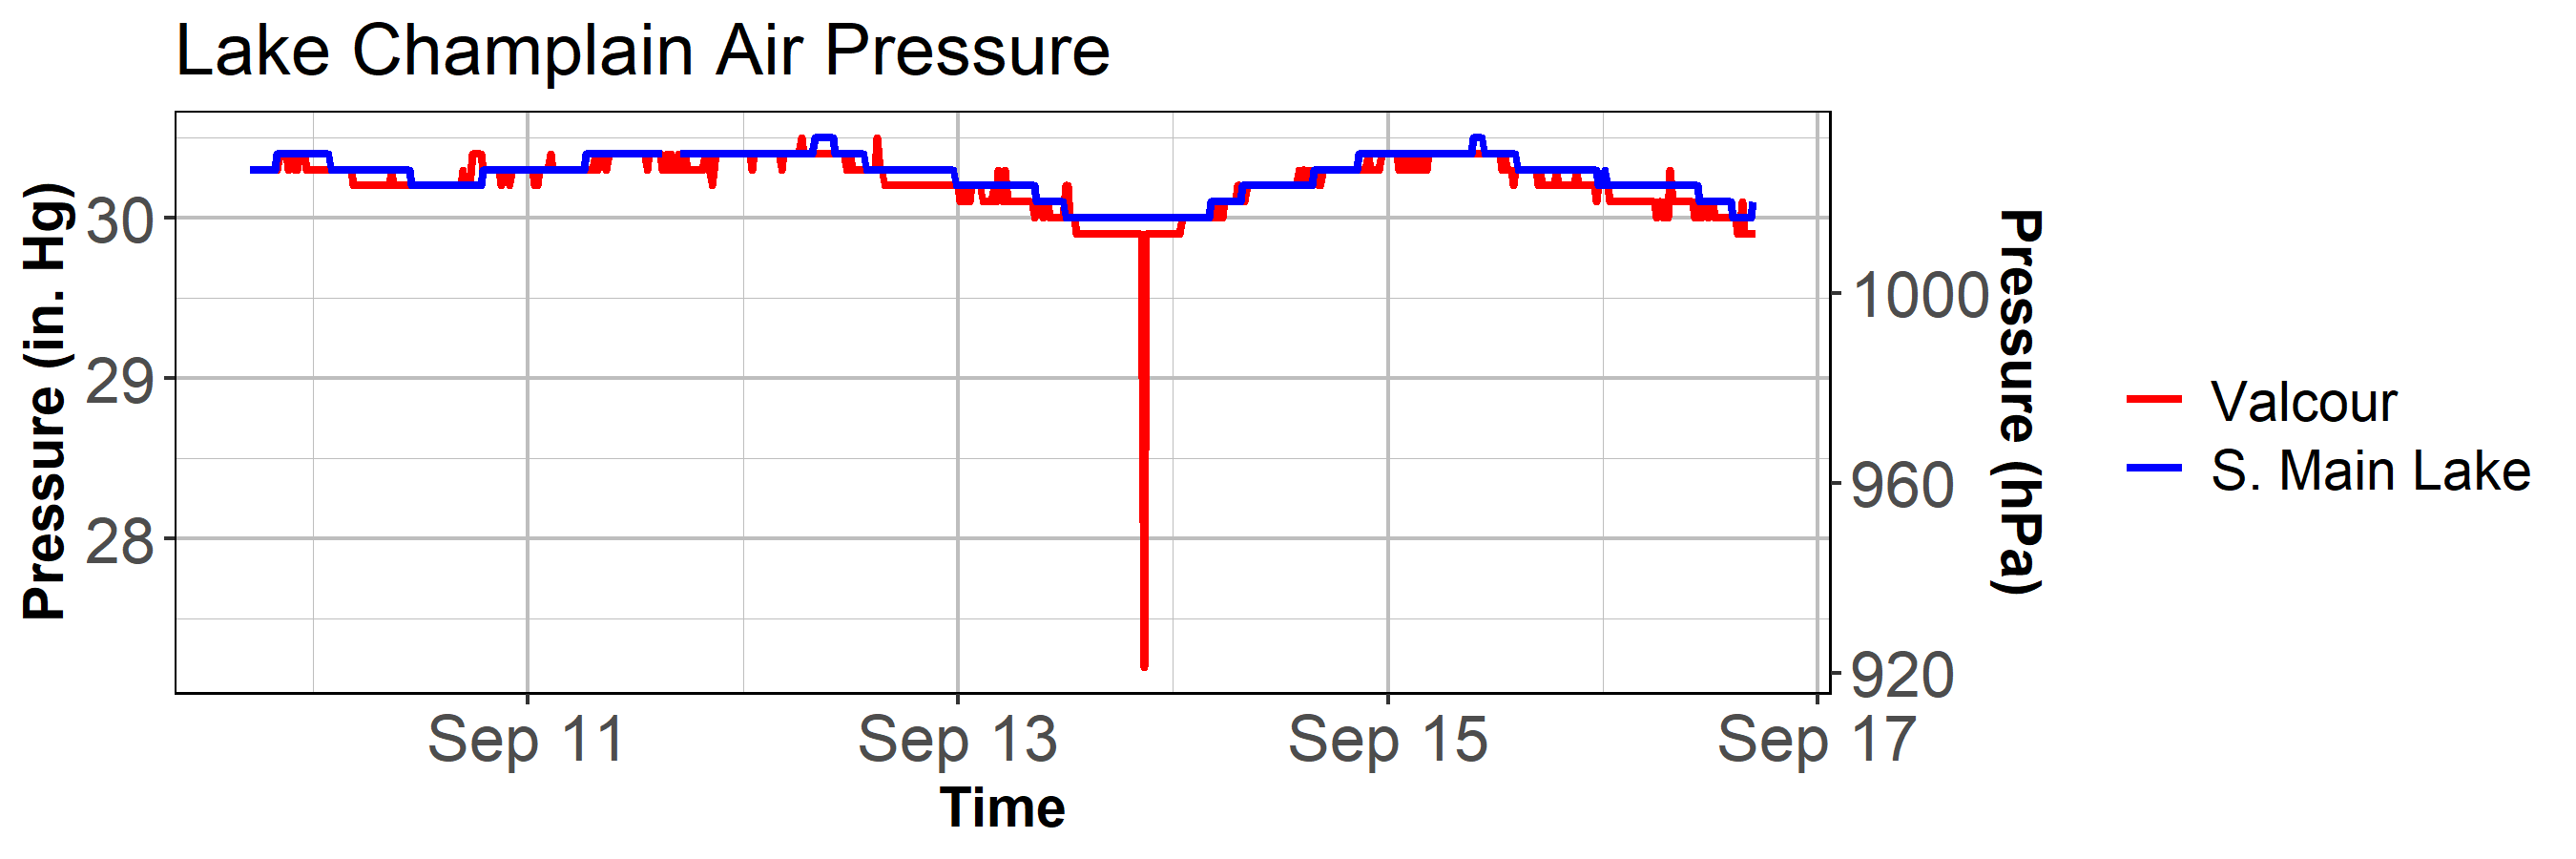 Lake Champlain Air Pressure
Pressure (in. Hg)
30
29
28
1000
960
920
Pressure (hPa)
Sep 11
Sep 13
Sep 15
Sep 17
Time
Valcour
S. Main Lake